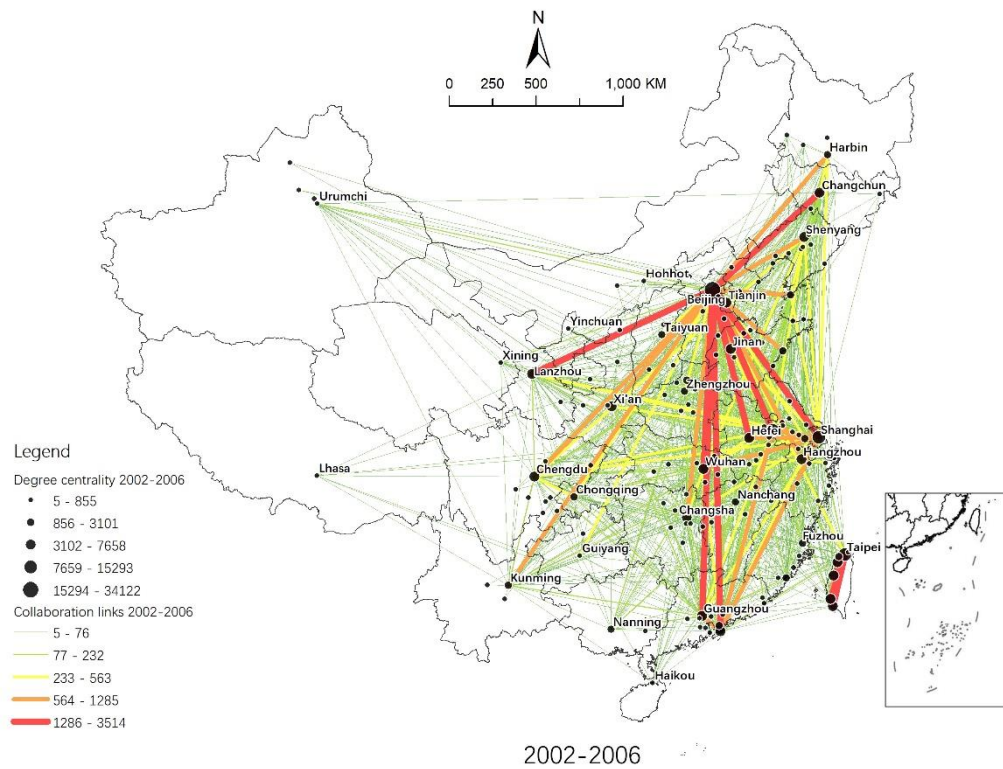 N
0 250 500 1,000 KM
Harbin
Changchun
Urumchi
Shenyang
Hohhot
Beijing
Tianjin
Yinchuan
Taiyuan
Xining
Jinan
Lanzhou
Zhengzhou
Xi'an
Shanghai
Hefei
Hangzhou
Lhasa
Chengdu
Wuhan
Chongqing
Nanchang
Changsha
Fuzhou
Taipei
Guiyang
Kunming
Guangzhou
Nanning
Haikou
Legend
Degree centrality 2002-2006
5 - 855
856 - 3101
3102 - 7658
7659 - 15293
15294 - 34122
Collaboration links 2002-2006
5 - 76
77 - 232
233 - 563
564 - 1285
1286 - 3514
2002-2006